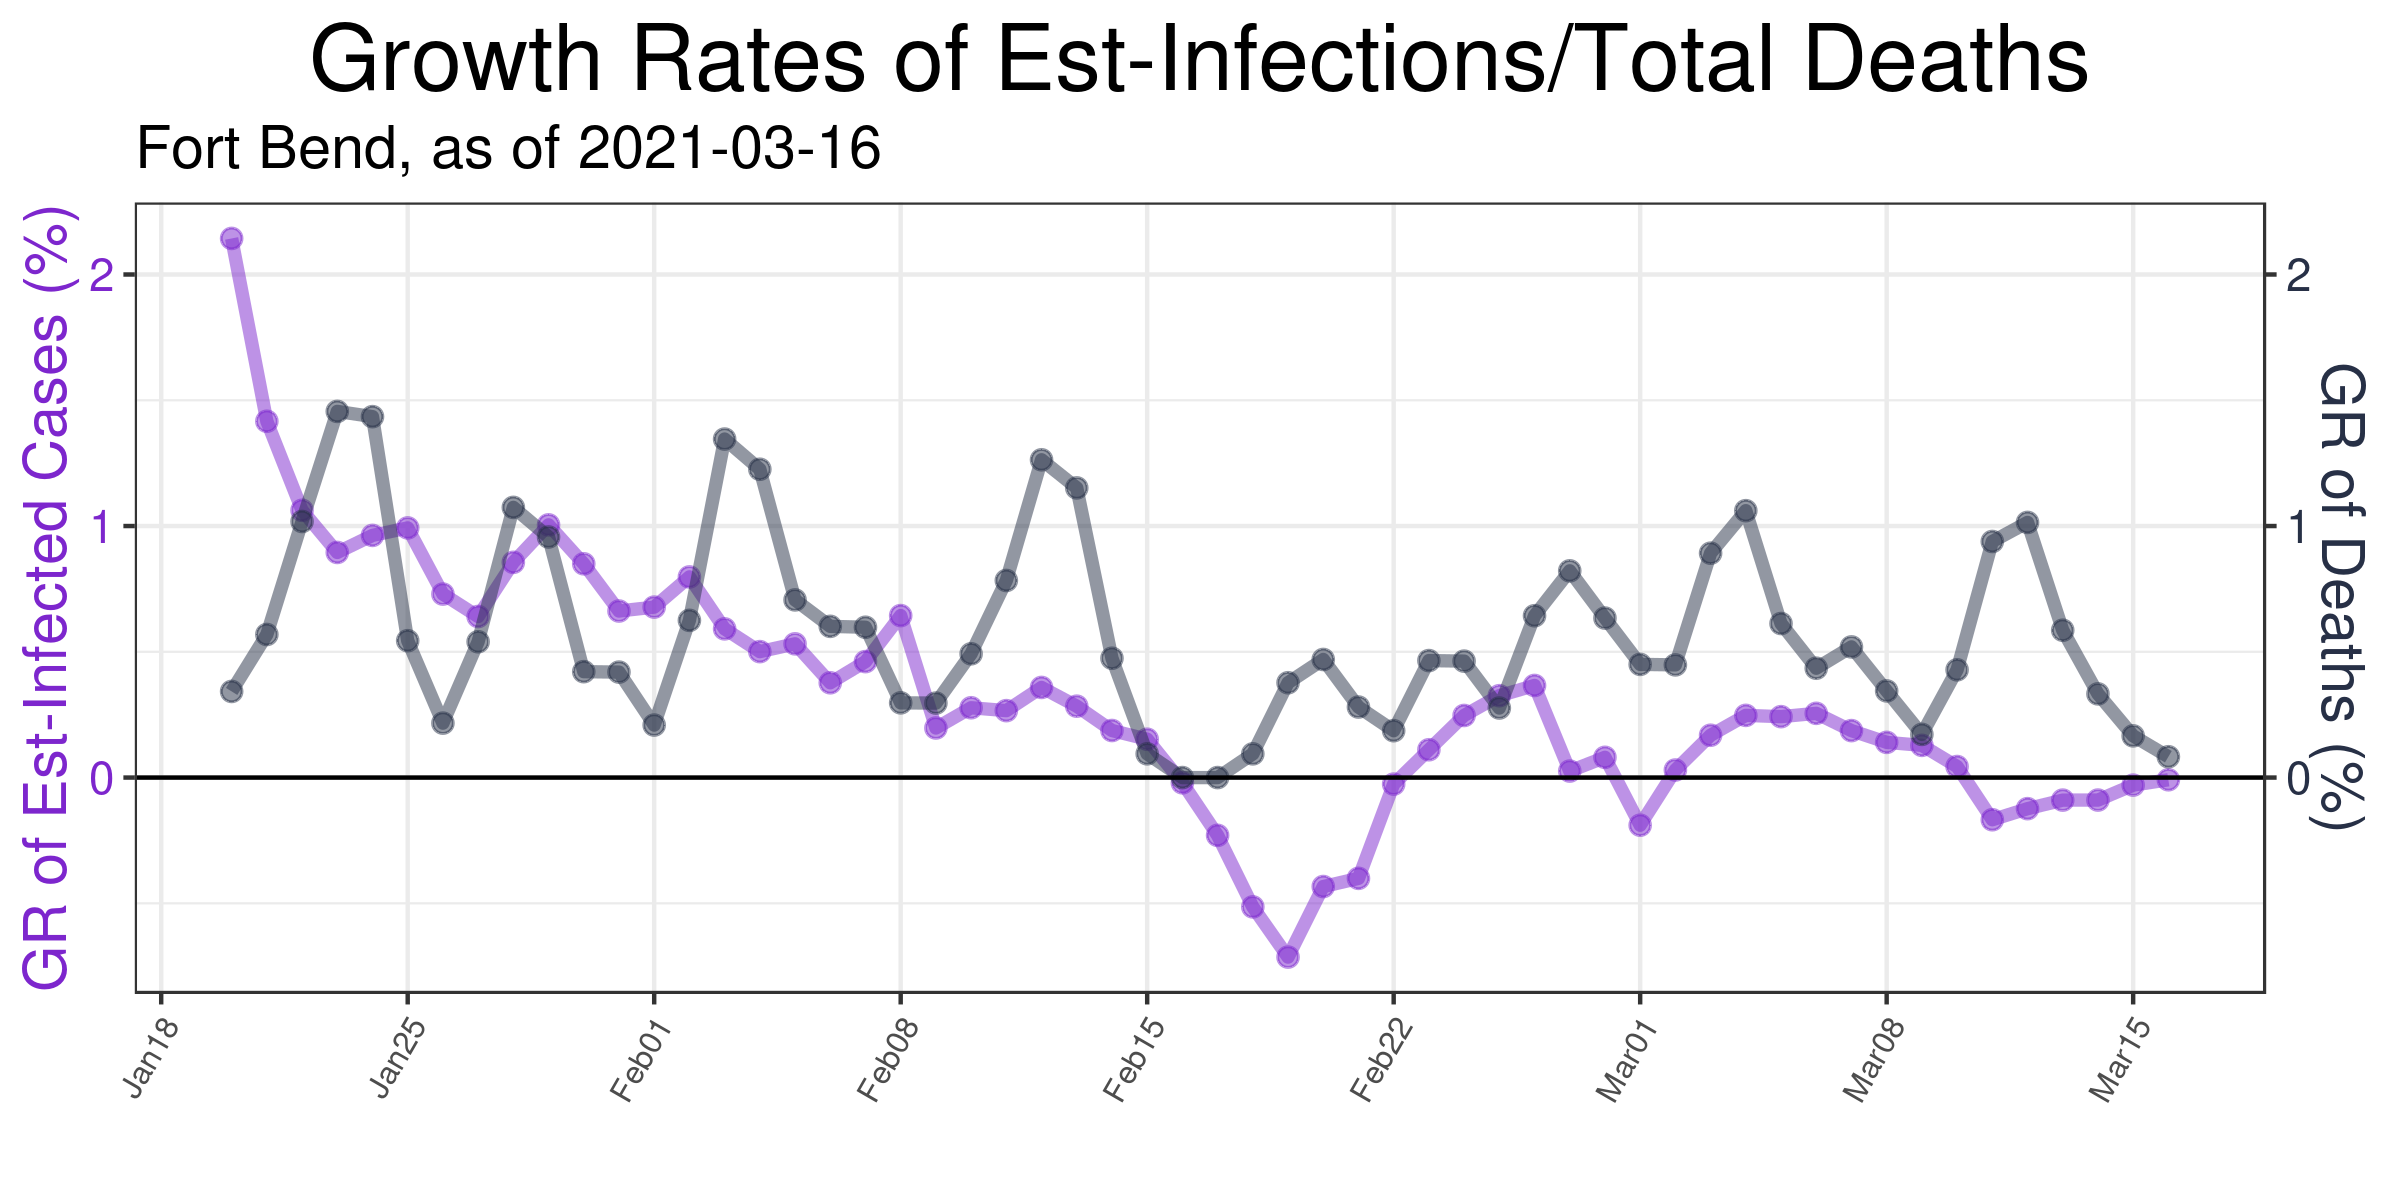 Growth Rates of Est-Infections/Total Deaths
Fort Bend, as of 2021-03-16
GR of Est-Infected Cases (%)
2
1
0
2
1
0
GR of Deaths (%)
Jan18
Jan25
Feb01
Feb08
Feb15
Feb22
Mar01
Mar08
Mar15